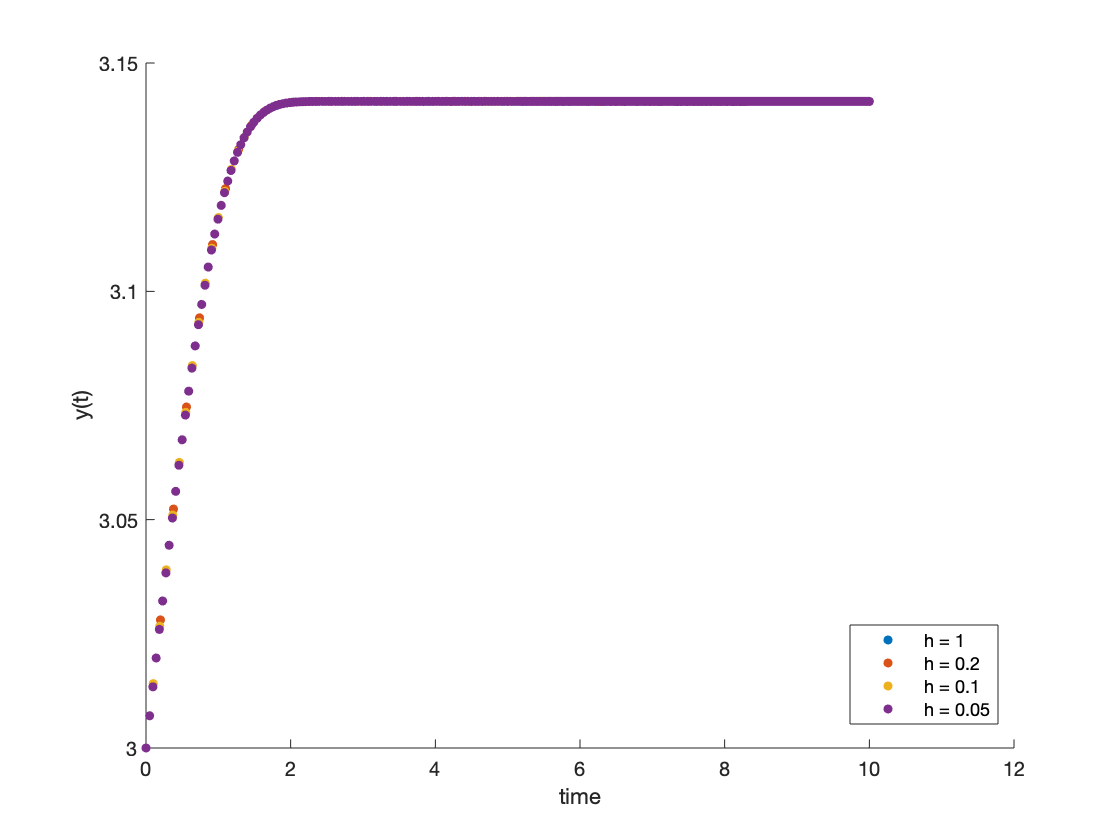 3.15
3.1
3.05
3
y(t)
0 2 4 6 8 10 12
time
h = 1
h = 0.2
h = 0.1
h = 0.05